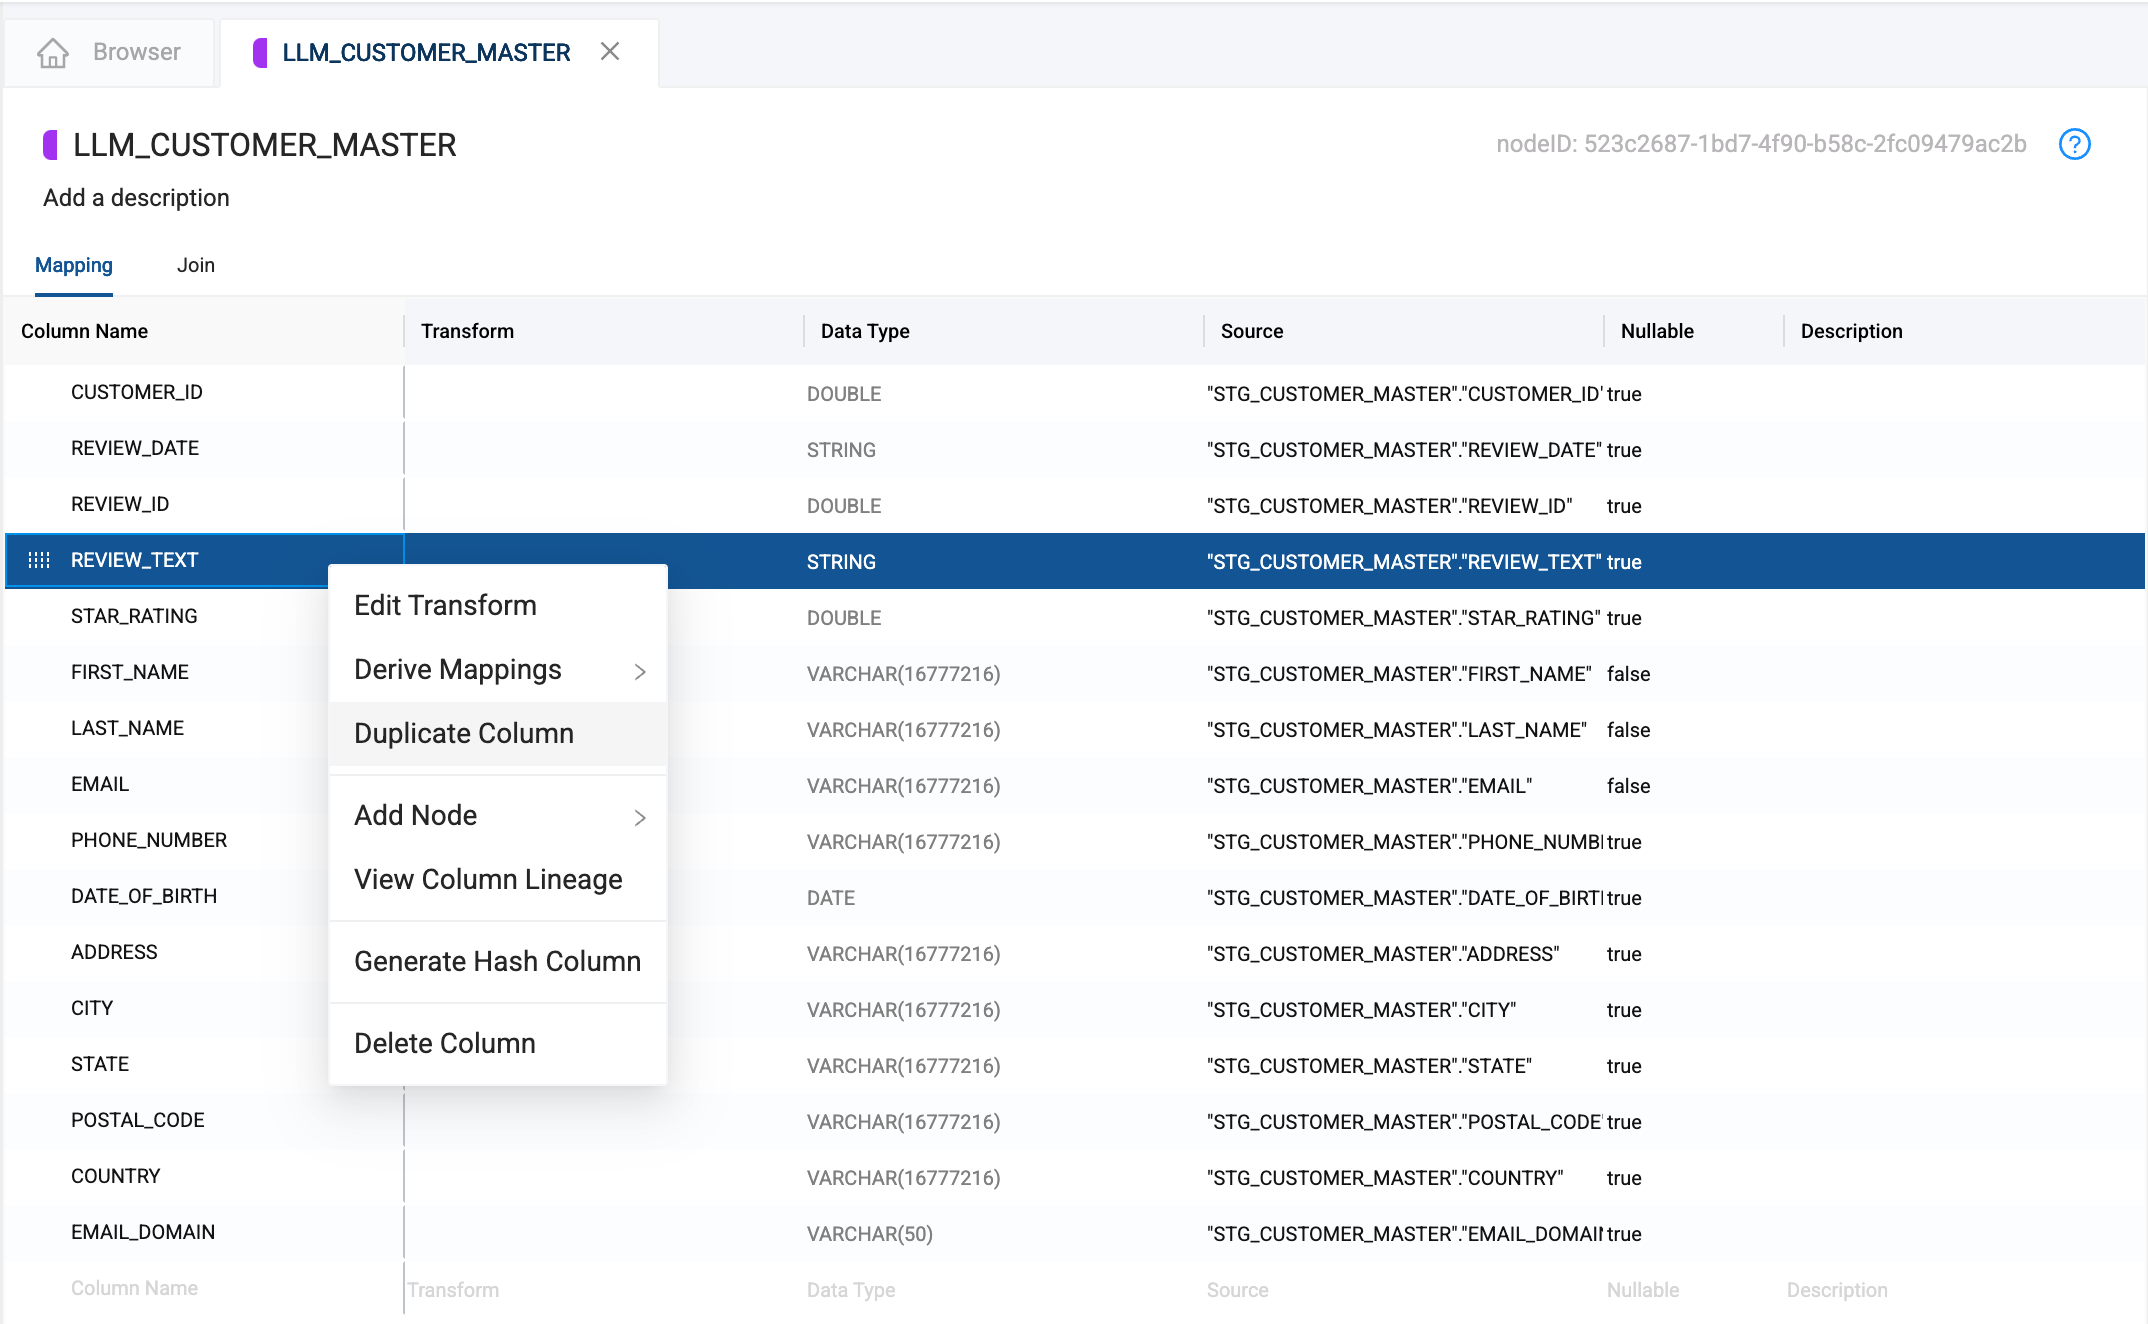 Browser
LLM_CUSTOMER_MASTER
LLM_CUSTOMER_MASTER
nodeID: 523c2687-1bd7-4f90-b58c-2fc09479ac2b
?
Add a description
Mapping
Join
Column Name Transform Data Type Source Nullable Description
CUSTOMER_ID DOUBLE "STG_CUSTOMER_MASTER"."CUSTOMER_ID" true
REVIEW_DATE STRING "STG_CUSTOMER_MASTER"."REVIEW_DATE" true
REVIEW_ID DOUBLE "STG_CUSTOMER_MASTER"."REVIEW_ID" true
REVIEW_TEXT STRING "STG_CUSTOMER_MASTER"."REVIEW_TEXT" true
STAR_RATING DOUBLE "STG_CUSTOMER_MASTER"."STAR_RATING" true
FIRST_NAME VARCHAR(16777216) "STG_CUSTOMER_MASTER"."FIRST_NAME" false
LAST_NAME VARCHAR(16777216) "STG_CUSTOMER_MASTER"."LAST_NAME" false
EMAIL VARCHAR(16777216) "STG_CUSTOMER_MASTER"."EMAIL" false
PHONE_NUMBER VARCHAR(16777216) "STG_CUSTOMER_MASTER"."PHONE_NUMB true
DATE_OF_BIRTH DATE "STG_CUSTOMER_MASTER"."DATE_OF_BIRT true
ADDRESS VARCHAR(16777216) "STG_CUSTOMER_MASTER"."ADDRESS" true
CITY VARCHAR(16777216) "STG_CUSTOMER_MASTER"."CITY" true
STATE VARCHAR(16777216) "STG_CUSTOMER_MASTER"."STATE" true
POSTAL_CODE VARCHAR(16777216) "STG_CUSTOMER_MASTER"."POSTAL_CODE" true
COUNTRY VARCHAR(16777216) "STG_CUSTOMER_MASTER"."COUNTRY" true
EMAIL_DOMAIN VARCHAR(50) "STG_CUSTOMER_MASTER"."EMAIL_DOMAIN true
Column Name Transform Data Type Source Nullable Description
Edit Transform
Derive Mappings
Duplicate Column
Add Node
View Column Lineage
Generate Hash Column
Delete Column